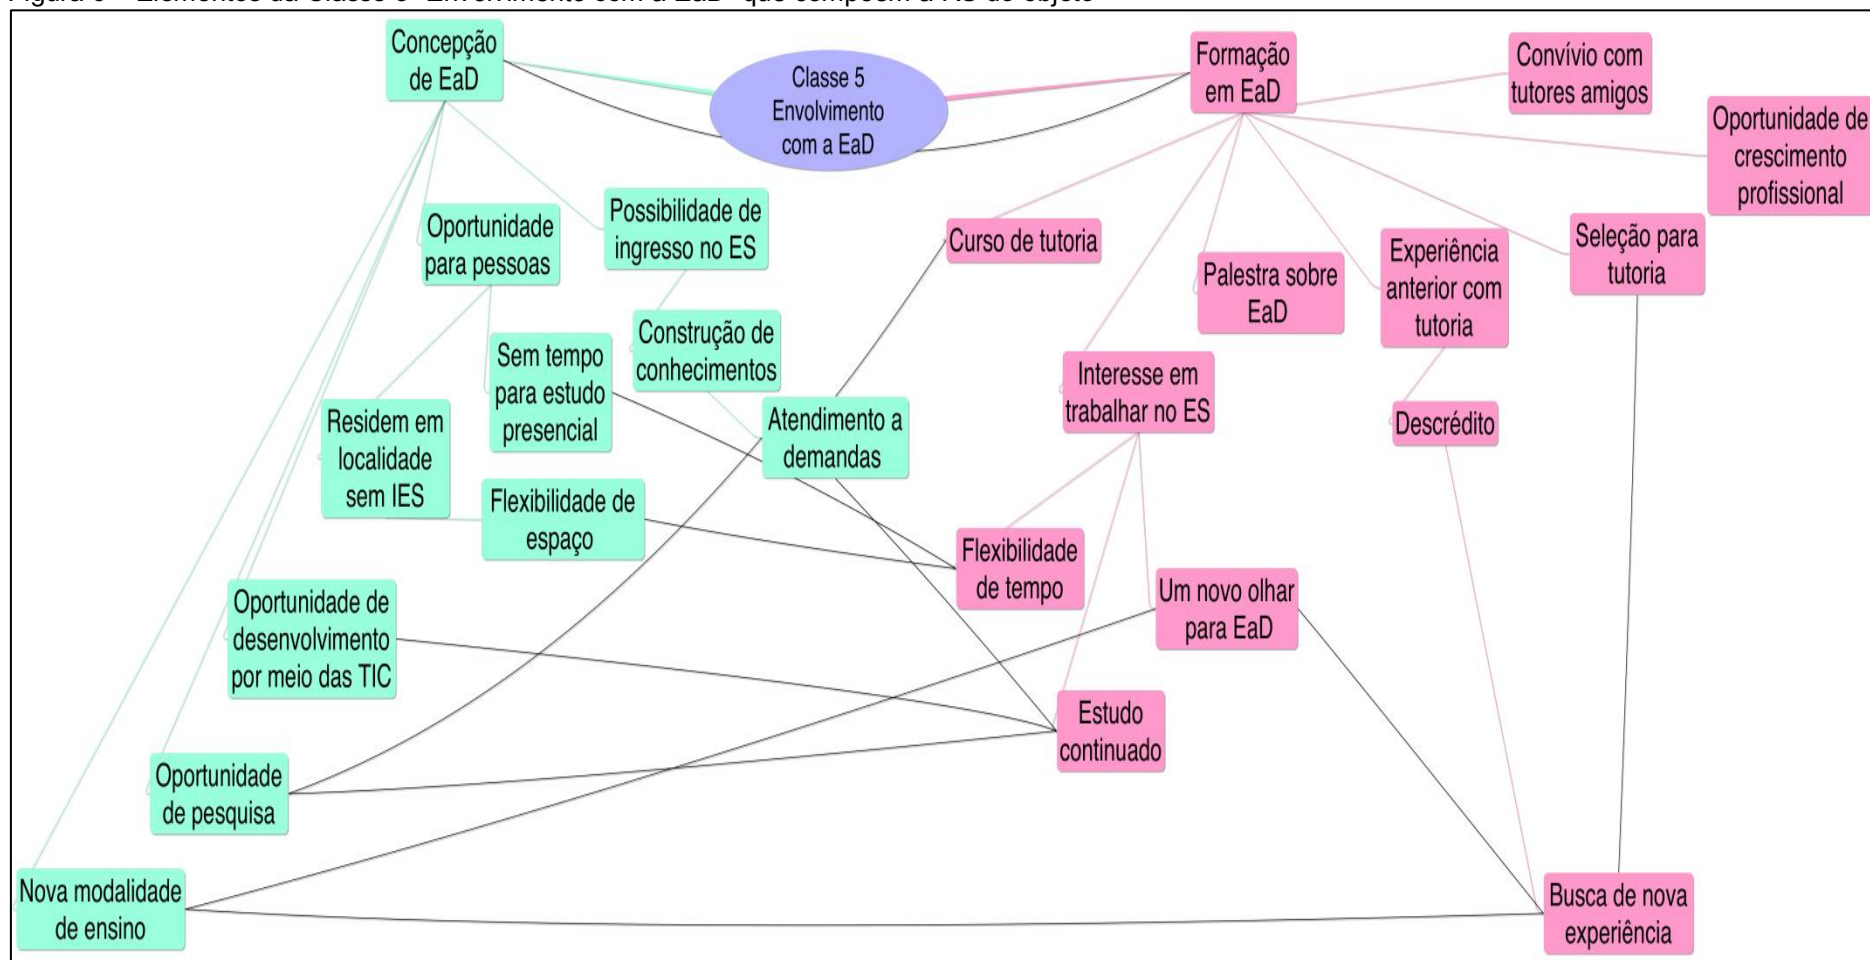 Concepção
de EaD
Classe 5
Envolvimento
com a EaD
Formação
em EaD
Convívio com
tutores amigos
Oportunidade de
crescimento
profissional
Oportunidade
para pessoas
Possibilidade de
ingresso no ES
Curso de tutoria
Palestra sobre
EaD
Experiência
anterior com
tutoria
Seleção para
tutoria
Sem tempo
para estudo
presencial
Construção de
conhecimentos
Interesse em
trabalhar no ES
Residem em
localidade
sem IES
Atendimento a
demandas
Descrédito
Flexibilidade de
espaço
Flexibilidade
de tempo
Um novo olhar
para EaD
Oportunidade de
desenvolvimento
por meio das TIC
Estudo
continuado
Oportunidade
de pesquisa
Nova modalidade
de ensino
Busca de nova
experiência